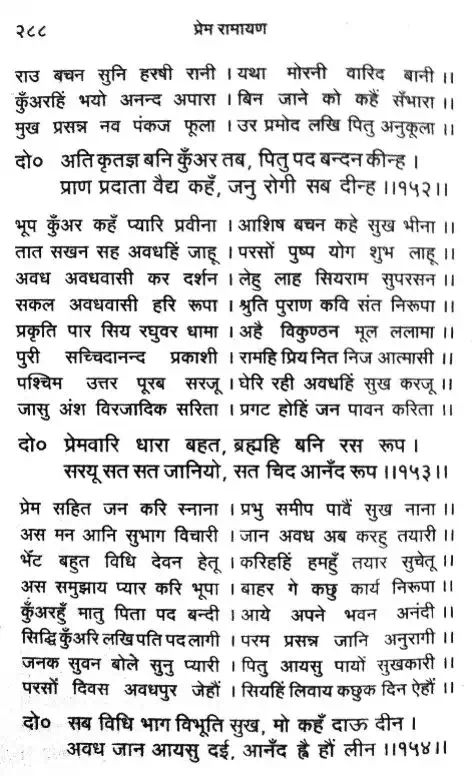 २८८
प्रेम रामायण
राउ बचन सुनि हरषी रानी । यथा मोरनी वारिद बानी ।।
कुँअरहिं भयो अनन्द अपारा । बिन जाने को कहैं सँभारा ।।
मुख प्रसन्न नव पंकज फूला । उर प्रमोद लखि पितु अनुकूला ।।
दो० अति कृतज्ञ बनि कुँअर तब, पितु पद बन्दन कीन्ह ।
प्राण प्रदाता वैद्य कहँ, जनु रोगी सब दीन्ह ।।१५२।।
भूप कुँअर कहँ प्यारि प्रवीना । आशिष बचन कहे सुख भीना ।।
तात सखन सह अवधहिं जाहू । परसों पुष्प योग शुभ लाहू ।।
अवध अवधवासी कर दर्शन । लेहु लाह सियराम सुपरसन ।।
सकल अवधवासी हरि रूपा । श्रुति पुराण कवि संत निरूपा ।।
प्रकृति पार सिय रघुवर धामा । अहै विकुण्ठन मूल ललामा ।।
पुरी सच्चिदानन्द प्रकाशी । रामहि प्रिय नित निज आत्मासी ।।
पश्चिम उत्तर पूरब सरजू । घेरि रही अवधहिं सुख करजू ।।
जासु अंश विरजादिक सरिता । प्रगट होहिं जन पावन करिता ।।
दो० प्रेमवारि धारा बहत, ब्रह्महि बनि रस रूप ।
सरयू सत सत जानियो, सत चिद आनँद रूप ।।१५३।।
प्रेम सहित जन करि स्नाना । प्रभु समीप पावैं सुख नाना ।।
अस मन आनि सुभाग विचारी । जान अवध अब करहु तयारी ।।
भेंट बहुत विधि देवन हेतू । करिहहिं हमहुँ तयार सुचेतू ।।
अस समुझाय प्यार करि भूपा । बाहर गे कछु कार्य निरूपा ।।
कुँअरहुँ मातु पिता पद बन्दी । आये अपने भवन अनंदी ।।
सिद्धि कुँअरि लखि पति पद लागी । परम प्रसन्न जानि अनुरागी ।।
जनक सुवन बोले सुनु प्यारी । पितु आयसु पायों सुखकारी ।।
परसों दिवस अवधपुर जेहौं । सियहिं लिवाय कछुक दिन ऐहौं ।।
दो० सब विधि भाग विभूति सुख, मो कहँ दाऊ दीन ।
अवध जान आयसु दई, आनँद ह्वै हौं लीन ।।१५४।।